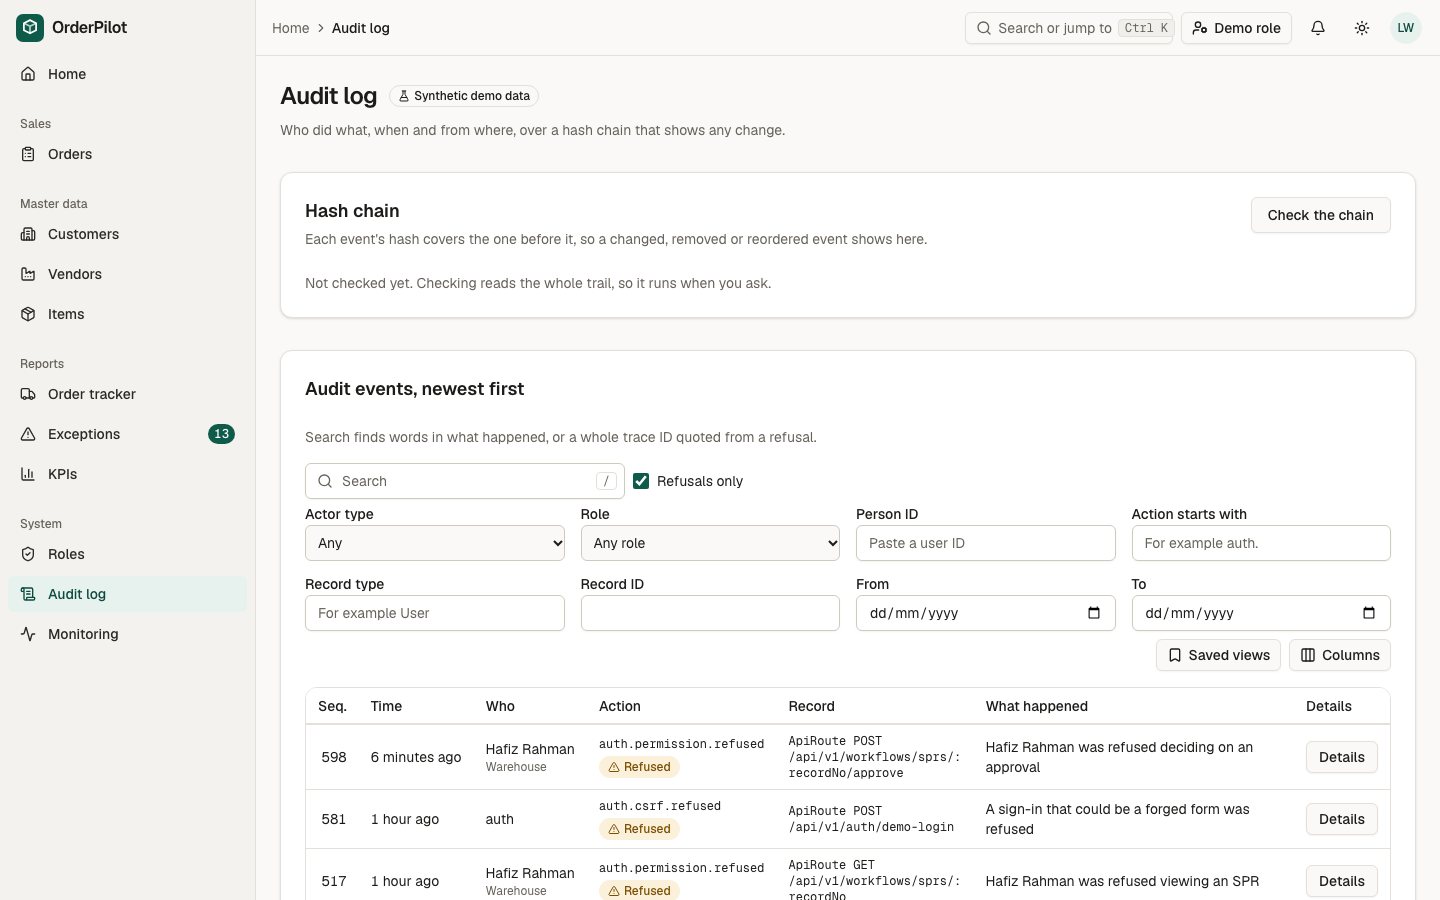 OrderPilot
Home
Sales
Orders
Master data
Customers
Vendors
Items
Reports
Order tracker
Exceptions 13
KPIs
System
Roles
Audit log
Monitoring
Home > Audit log
Search or jump to Ctrl K
Demo role
LW
Audit log
Synthetic demo data
Who did what, when and from where, over a hash chain that shows any change.
Hash chain
Check the chain
Each event's hash covers the one before it, so a changed, removed or reordered event shows here.
Not checked yet. Checking reads the whole trail, so it runs when you ask.
Audit events, newest first
Search finds words in what happened, or a whole trace ID quoted from a refusal.
Search /
Refusals only
Actor type Role Person ID Action starts with
Any Any role Paste a user ID For example auth.
Record type Record ID From To
For example User dd/mm/yyyy dd/mm/yyyy
Saved views Columns
Seq. Time Who Action Record What happened Details
598 6 minutes ago
Hafiz Rahman
Warehouse
auth.permission.refused
Refused
ApiRoute POST
/api/v1/workflows/sprs/:
recordNo/approve
Hafiz Rahman was refused deciding on an
approval
Details
581 1 hour ago
auth
auth.csrf.refused
Refused
ApiRoute POST
/api/v1/auth/demo-login
A sign-in that could be a forged form was
refused
Details
517 1 hour ago
Hafiz Rahman
Warehouse
auth.permission.refused
Refused
ApiRoute GET
/api/v1/workflows/sprs/:
recordNo
Hafiz Rahman was refused viewing an SPR
Details